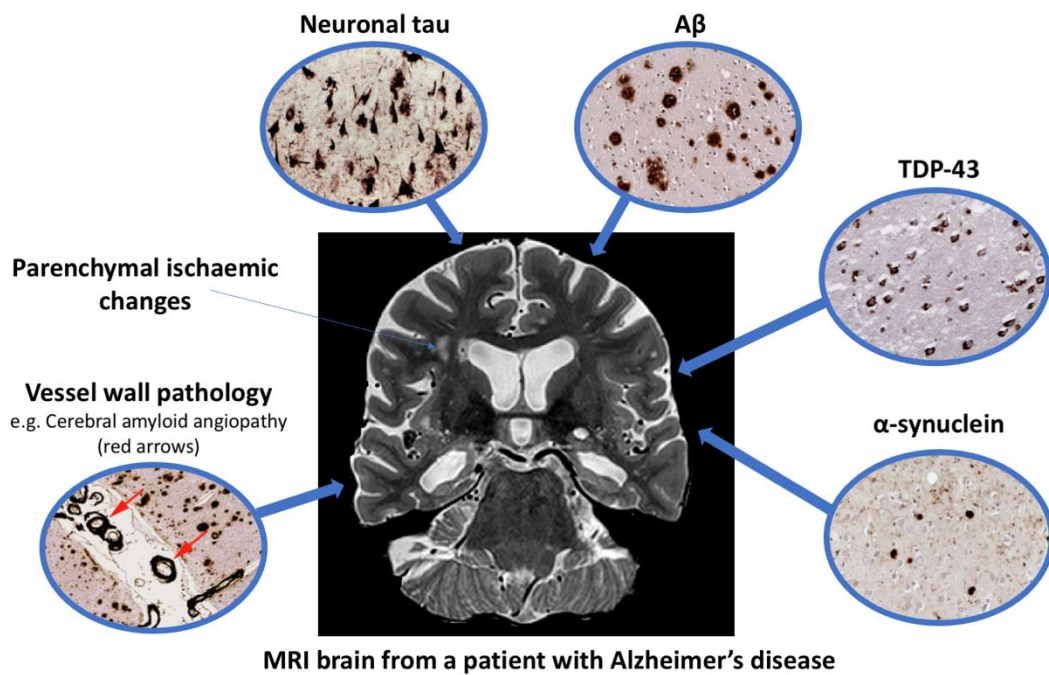 Neuronal tau
Aβ
TDP-43
Parenchymal ischaemic
changes
Vessel wall pathology
e.g. Cerebral amyloid angiopathy
(red arrows)
α-synuclein
MRI brain from a patient with Alzheimer’s disease